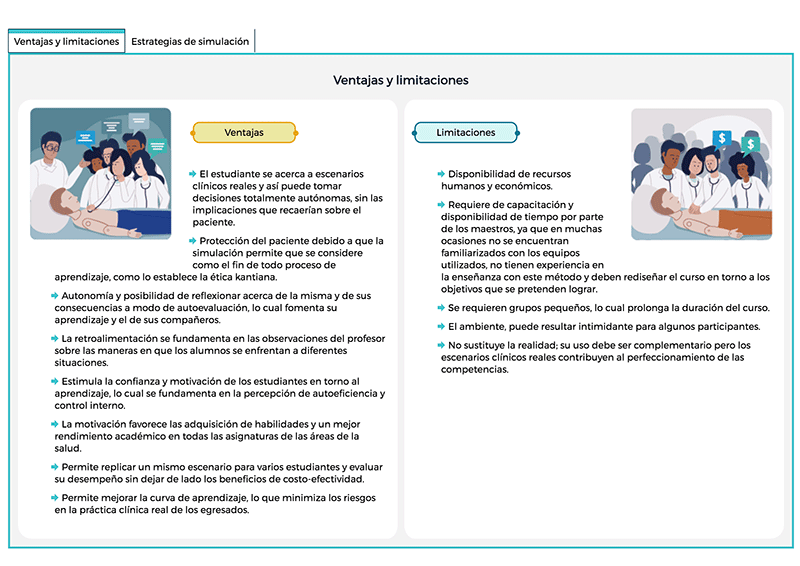 Ventajas y limitaciones
Estrategias de simulación
Ventajas y limitaciones
Ventajas
El estudiante se acerca a escenarios
clínicos reales y así puede tomar
decisiones totalmente autónomas, sin las
implicaciones que recaerían sobre el
paciente.
Protección del paciente debido a que la
simulación permite que se considere
como el fin de todo proceso de
aprendizaje, como lo establece la ética kantiana.
Autonomía y posibilidad de reflexionar acerca de la misma y de sus
consecuencias a modo de autoevaluación, lo cual fomenta su
aprendizaje y el de sus compañeros.
La retroalimentación se fundamenta en las observaciones del profesor
sobre las maneras en que los alumnos se enfrentan a diferentes
situaciones.
Estimula la confianza y motivación de los estudiantes en torno al
aprendizaje, lo cual se fundamenta en la percepción de autoeficiencia y
control interno.
La motivación favorece las adquisición de habilidades y un mejor
rendimiento académico en todas las asignaturas de las áreas de la
salud.
Permite replicar un mismo escenario para varios estudiantes y evaluar
su desempeño sin dejar de lado los beneficios de costo-efectividad.
Permite mejorar la curva de aprendizaje, lo que minimiza los riesgos
en la práctica clínica real de los egresados.
Limitaciones
$
$
Disponibilidad de recursos
humanos y económicos.
Requiere de capacitación y
disponibilidad de tiempo por parte
de los maestros, ya que en muchas
ocasiones no se encuentran
familiarizados con los equipos
utilizados, no tienen experiencia en
la enseñanza con este método y deben rediseñar el curso en torno a los
objetivos que se pretenden lograr.
Se requieren grupos pequeños, lo cual prolonga la duración del curso.
El ambiente, puede resultar intimidante para algunos participantes.
No sustituye la realidad; su uso debe ser complementario pero los
escenarios clínicos reales contribuyen al perfeccionamiento de las
competencias.